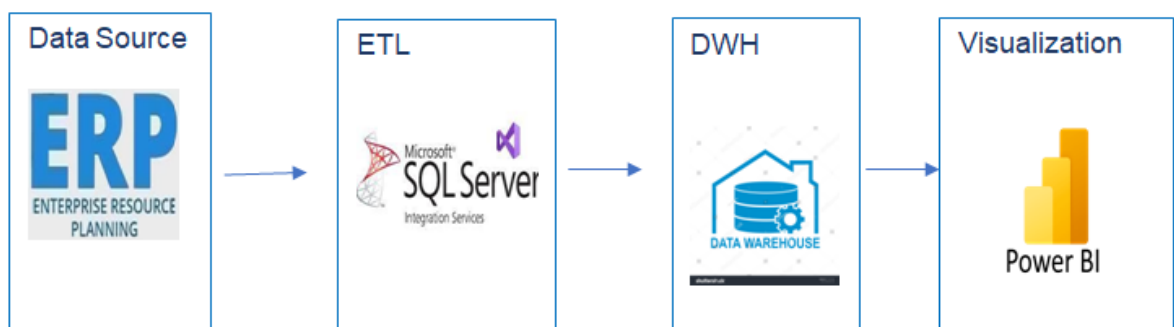 Data Source
ERP
ENTERPRISE RESOURCE
PLANNING
ETL
Microsoft®
SQL Server
Integration Services
DWH
DATA WAREHOUSE
Visualization
Power BI